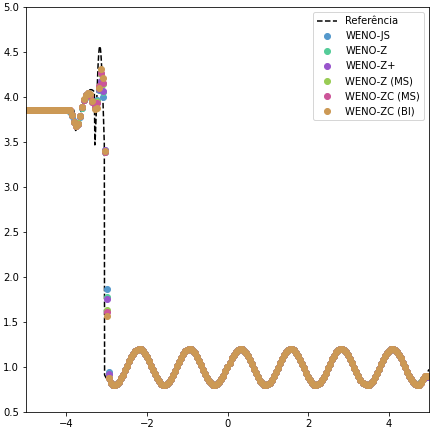 5.0
4.5
4.0
3.5
3.0
2.5
2.0
1.5
1.0
0.5
−4
−2
0
2
4
Referência
WENO-JS
WENO-Z
WENO-Z+
WENO-Z (MS)
WENO-ZC (MS)
WENO-ZC (BI)